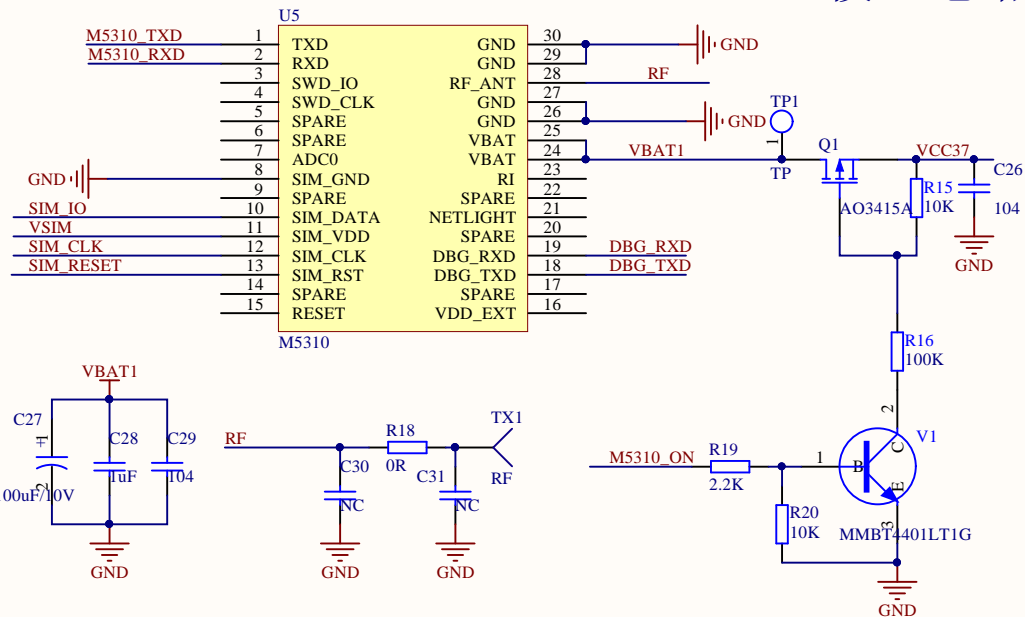 U5
M5310_TXD 1 TXD GND 30 GND
M5310_RXD 2 RXD GND 29
3 SWD_IO RF_ANT 28 RF
4 SWD_CLK GND 27
5 SPARE GND 26 GND
6 SPARE VBAT 25
7 ADC0 VBAT 24 VBAT1
GND 8 SIM_GND RI 23
9 SPARE SPARE 22
SIM_IO 10 SIM_DATA NETLIGHT 21
VSIM 11 SIM_VDD SPARE 20
SIM_CLK 12 SIM_CLK DBG_RXD 19 DBG_RXD
SIM_RESET 13 SIM_RST DBG_TXD 18 DBG_TXD
14 SPARE SPARE 17
15 RESET VDD_EXT 16
M5310
TP1
1
TP
Q1
AO3415A
VCC37
R15
10K
C26
104
GND
R16
100K
2
V1
C
B
E
1
3
MMBT4401LT1G
M5310_ON
R19
2.2K
R20
10K
GND
VBAT1
C27
+
1
2
00uF/10V
C28
1uF
C29
104
GND
RF
R18
0R
TX1
RF
C30
NC
C31
NC
GND
GND